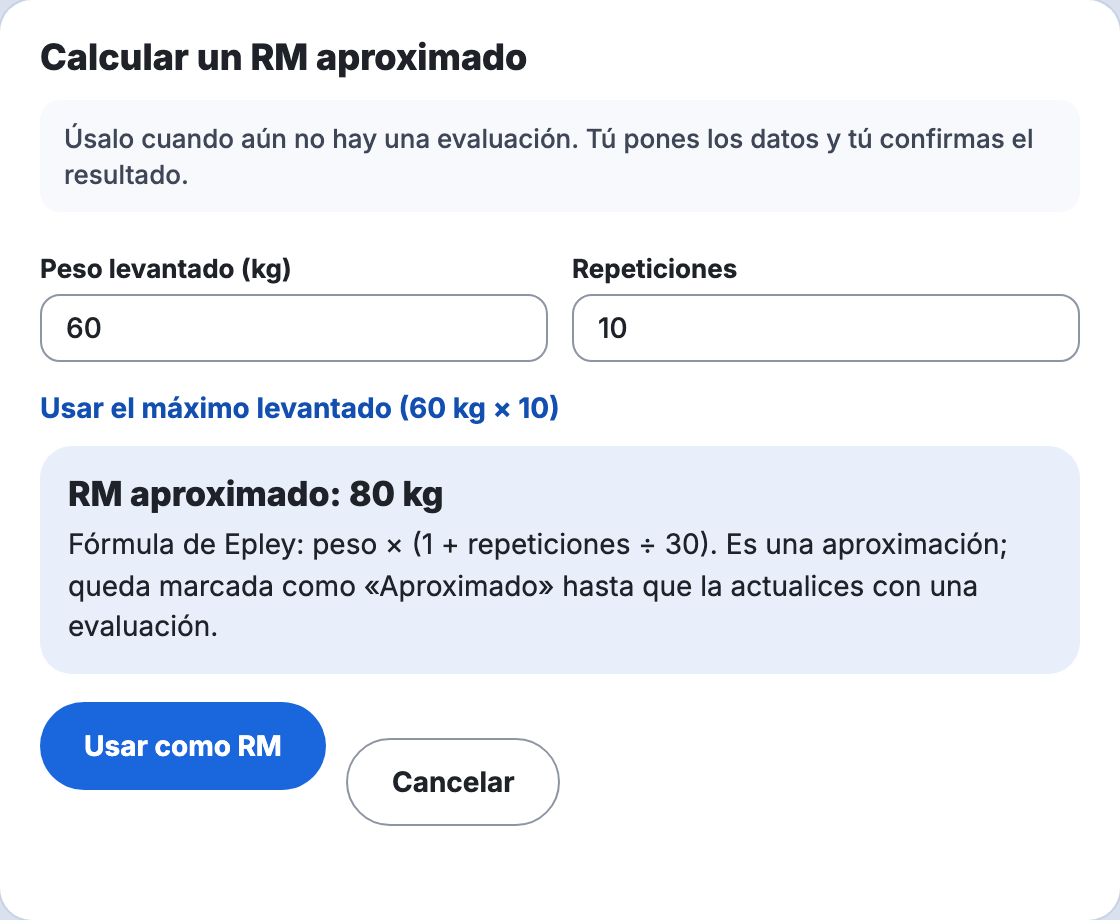 Calcular un RM aproximado
Úsalo cuando aún no hay una evaluación. Tú pones los datos y tú confirmas el
resultado.
Peso levantado (kg)
Repeticiones
60
10
Usar el máximo levantado (60 kg × 10)
RM aproximado: 80 kg
Fórmula de Epley: peso × (1 + repeticiones ÷ 30). Es una aproximación;
queda marcada como «Aproximado» hasta que la actualices con una
evaluación.
Usar como RM
Cancelar